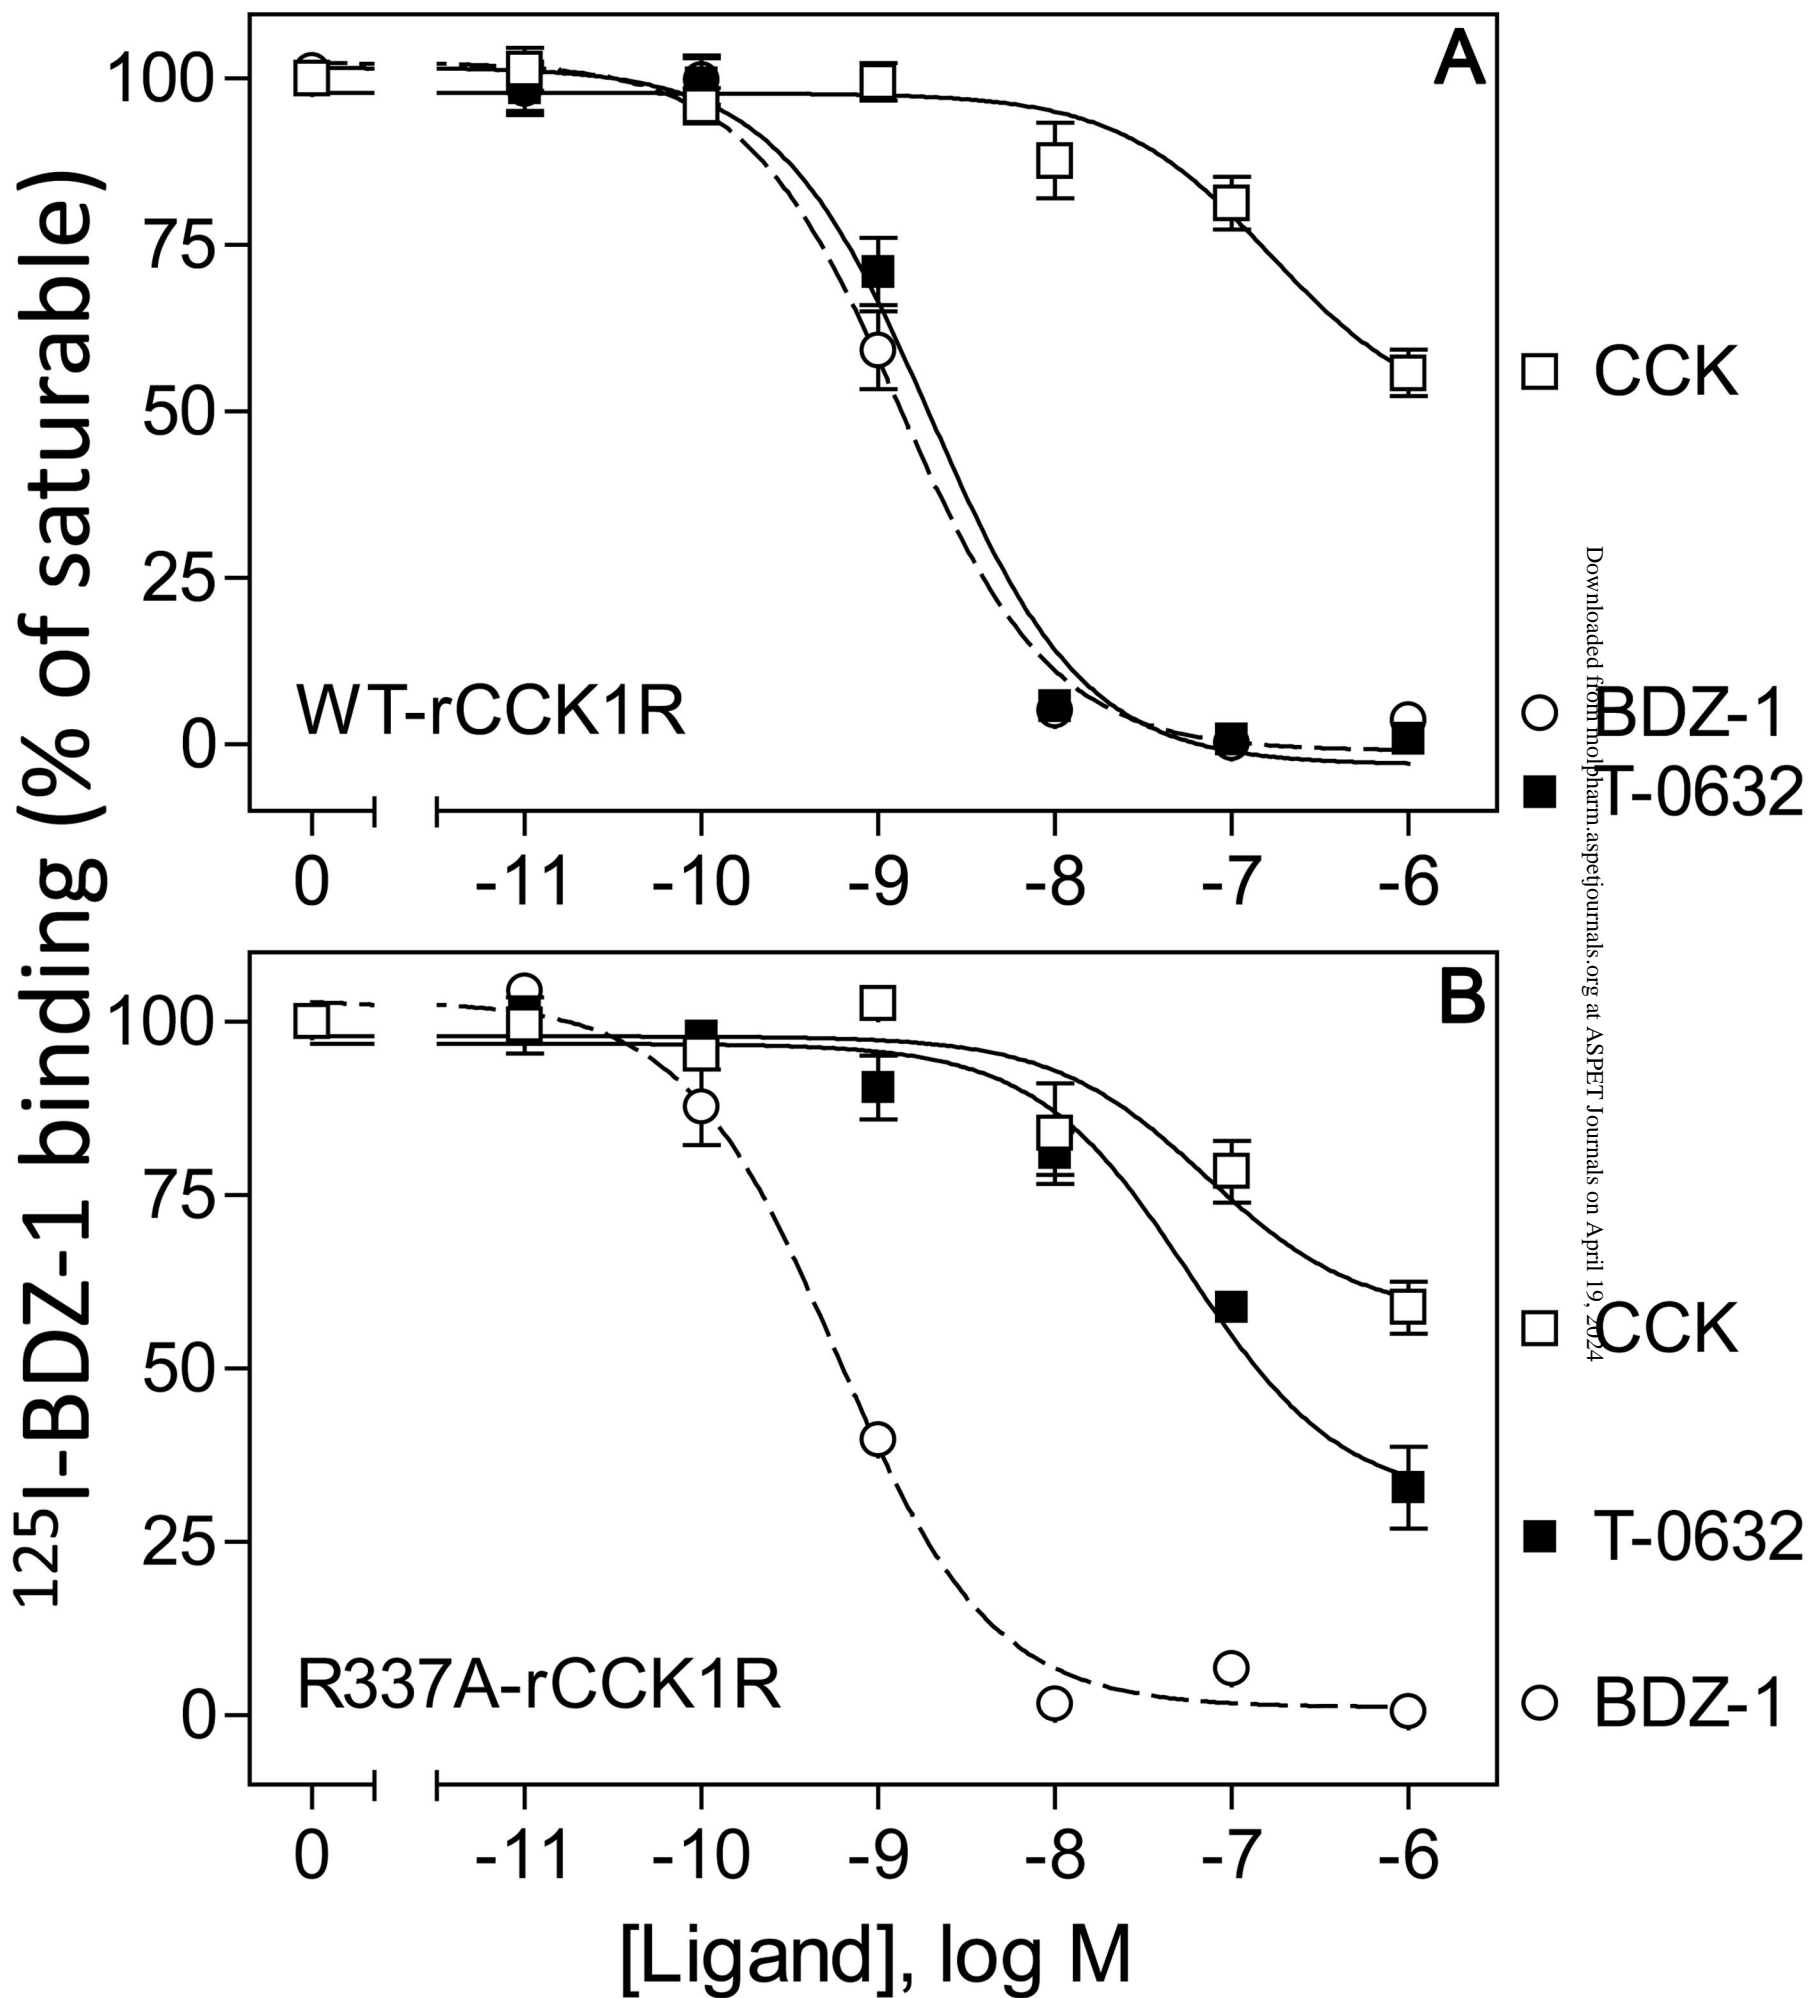 A
¹²⁵I-BDZ-1 binding (% of saturable)
100
75
50
25
0
WT-rCCK1R
CCK
BDZ-1
T-0632
0 -11 -10 -9 -8 -7 -6
B
100
75
50
25
0
R337A-rCCK1R
CCK
T-0632
BDZ-1
0 -11 -10 -9 -8 -7 -6
[Ligand], log M
Downloaded from molpharm.aspetjournals.org at ASPET Journals on April 19, 2024